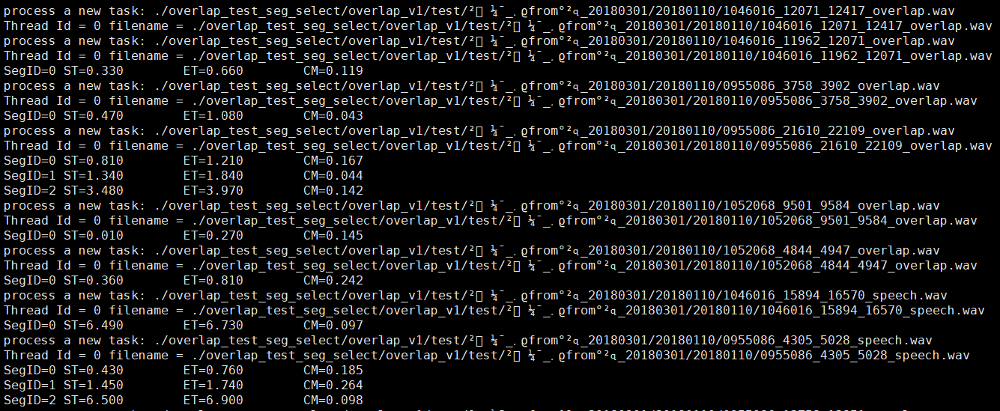 process a new task: ./overlap_test_seg_select/overlap_v1/test/²▯ ¼¯_. ϱfrom°²ҩ_20180301/20180110/1046016_12071_12417_overlap.wav
Thread Id = 0 filename = ./overlap_test_seg_select/overlap_v1/test/²▯ ¼¯_. ϱfrom°²ҩ_20180301/20180110/1046016_12071_12417_overlap.wav
process a new task: ./overlap_test_seg_select/overlap_v1/test/²▯ ¼¯_. ϱfrom°²ҩ_20180301/20180110/1046016_11962_12071_overlap.wav
Thread Id = 0 filename = ./overlap_test_seg_select/overlap_v1/test/²▯ ¼¯_. ϱfrom°²ҩ_20180301/20180110/1046016_11962_12071_overlap.wav
SegID=0 ST=0.330 ET=0.660 CM=0.119
process a new task: ./overlap_test_seg_select/overlap_v1/test/²▯ ¼¯_. ϱfrom°²ҩ_20180301/20180110/0955086_3758_3902_overlap.wav
Thread Id = 0 filename = ./overlap_test_seg_select/overlap_v1/test/²▯ ¼¯_. ϱfrom°²ҩ_20180301/20180110/0955086_3758_3902_overlap.wav
SegID=0 ST=0.470 ET=1.080 CM=0.043
process a new task: ./overlap_test_seg_select/overlap_v1/test/²▯ ¼¯_. ϱfrom°²ҩ_20180301/20180110/0955086_21610_22109_overlap.wav
Thread Id = 0 filename = ./overlap_test_seg_select/overlap_v1/test/²▯ ¼¯_. ϱfrom°²ҩ_20180301/20180110/0955086_21610_22109_overlap.wav
SegID=0 ST=0.810 ET=1.210 CM=0.167
SegID=1 ST=1.340 ET=1.840 CM=0.044
SegID=2 ST=3.480 ET=3.970 CM=0.142
process a new task: ./overlap_test_seg_select/overlap_v1/test/²▯ ¼¯_. ϱfrom°²ҩ_20180301/20180110/1052068_9501_9584_overlap.wav
Thread Id = 0 filename = ./overlap_test_seg_select/overlap_v1/test/²▯ ¼¯_. ϱfrom°²ҩ_20180301/20180110/1052068_9501_9584_overlap.wav
SegID=0 ST=0.010 ET=0.270 CM=0.145
process a new task: ./overlap_test_seg_select/overlap_v1/test/²▯ ¼¯_. ϱfrom°²ҩ_20180301/20180110/1052068_4844_4947_overlap.wav
Thread Id = 0 filename = ./overlap_test_seg_select/overlap_v1/test/²▯ ¼¯_. ϱfrom°²ҩ_20180301/20180110/1052068_4844_4947_overlap.wav
SegID=0 ST=0.360 ET=0.810 CM=0.242
process a new task: ./overlap_test_seg_select/overlap_v1/test/²▯ ¼¯_. ϱfrom°²ҩ_20180301/20180110/1046016_15894_16570_speech.wav
Thread Id = 0 filename = ./overlap_test_seg_select/overlap_v1/test/²▯ ¼¯_. ϱfrom°²ҩ_20180301/20180110/1046016_15894_16570_speech.wav
SegID=0 ST=6.490 ET=6.730 CM=0.097
process a new task: ./overlap_test_seg_select/overlap_v1/test/²▯ ¼¯_. ϱfrom°²ҩ_20180301/20180110/0955086_4305_5028_speech.wav
Thread Id = 0 filename = ./overlap_test_seg_select/overlap_v1/test/²▯ ¼¯_. ϱfrom°²ҩ_20180301/20180110/0955086_4305_5028_speech.wav
SegID=0 ST=0.430 ET=0.760 CM=0.185
SegID=1 ST=1.450 ET=1.740 CM=0.264
SegID=2 ST=6.500 ET=6.900 CM=0.098